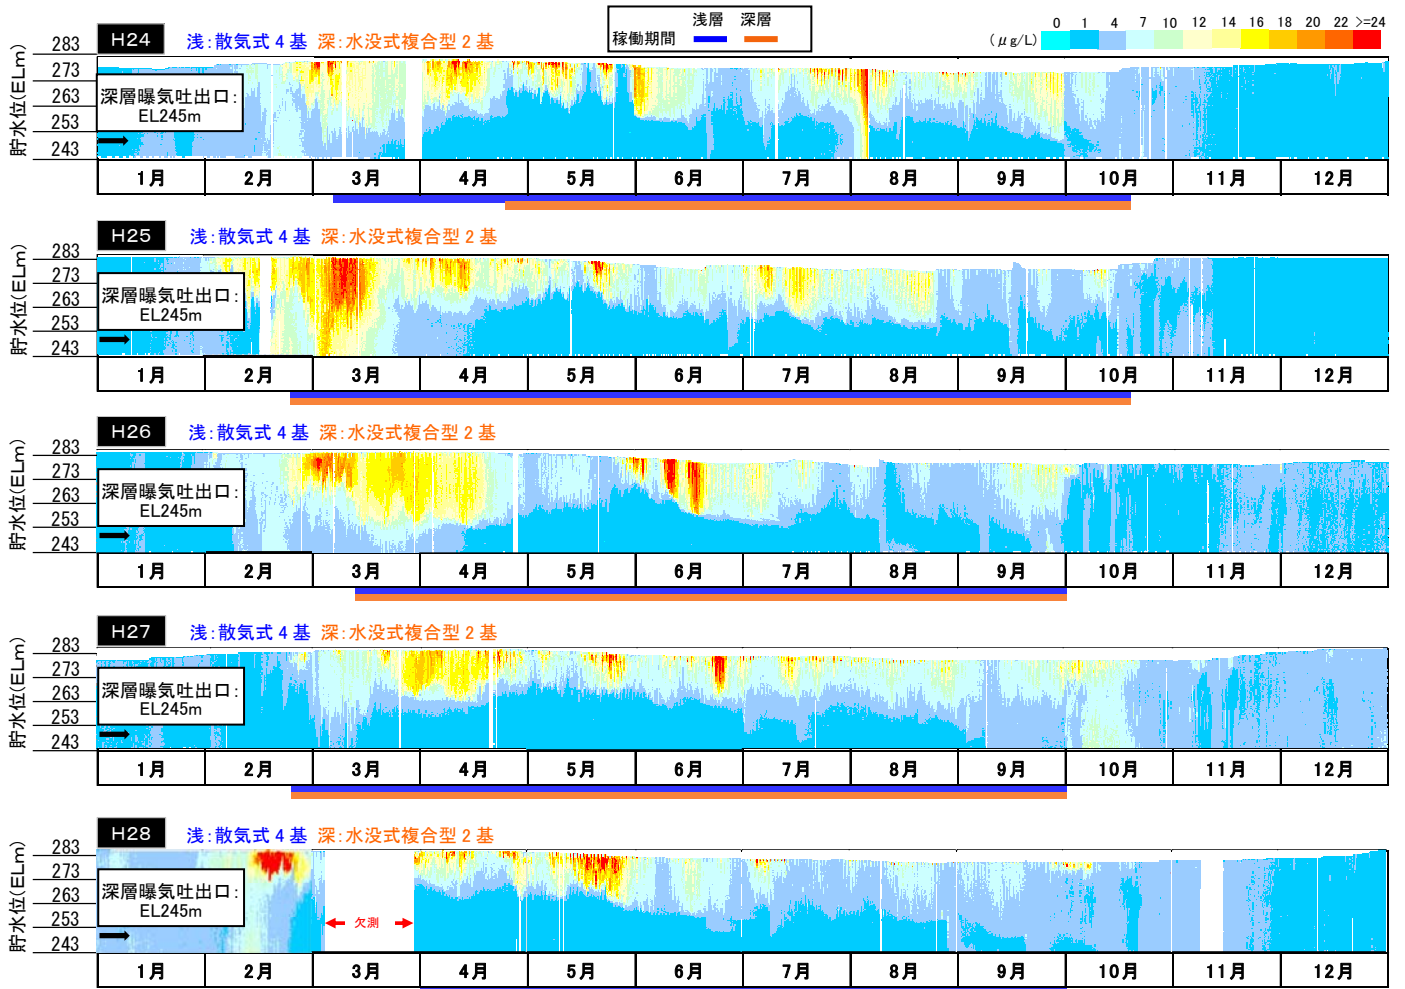 浅層 深層
稼働期間
(μg/L)
0 1 4 7 10 12 14 16 18 20 22 >=24
H24 浅:散気式4基 深:水没式複合型2基
貯水位(ELm)
283
273
263
253
243
深層曝気吐出口:
EL245m
1月 2月 3月 4月 5月 6月 7月 8月 9月 10月 11月 12月
H25 浅:散気式4基 深:水没式複合型2基
貯水位(ELm)
283
273
263
253
243
深層曝気吐出口:
EL245m
1月 2月 3月 4月 5月 6月 7月 8月 9月 10月 11月 12月
H26 浅:散気式4基 深:水没式複合型2基
貯水位(ELm)
283
273
263
253
243
深層曝気吐出口:
EL245m
1月 2月 3月 4月 5月 6月 7月 8月 9月 10月 11月 12月
H27 浅:散気式4基 深:水没式複合型2基
貯水位(ELm)
283
273
263
253
243
深層曝気吐出口:
EL245m
1月 2月 3月 4月 5月 6月 7月 8月 9月 10月 11月 12月
H28 浅:散気式4基 深:水没式複合型2基
貯水位(ELm)
283
273
263
253
243
深層曝気吐出口:
EL245m
欠測
1月 2月 3月 4月 5月 6月 7月 8月 9月 10月 11月 12月